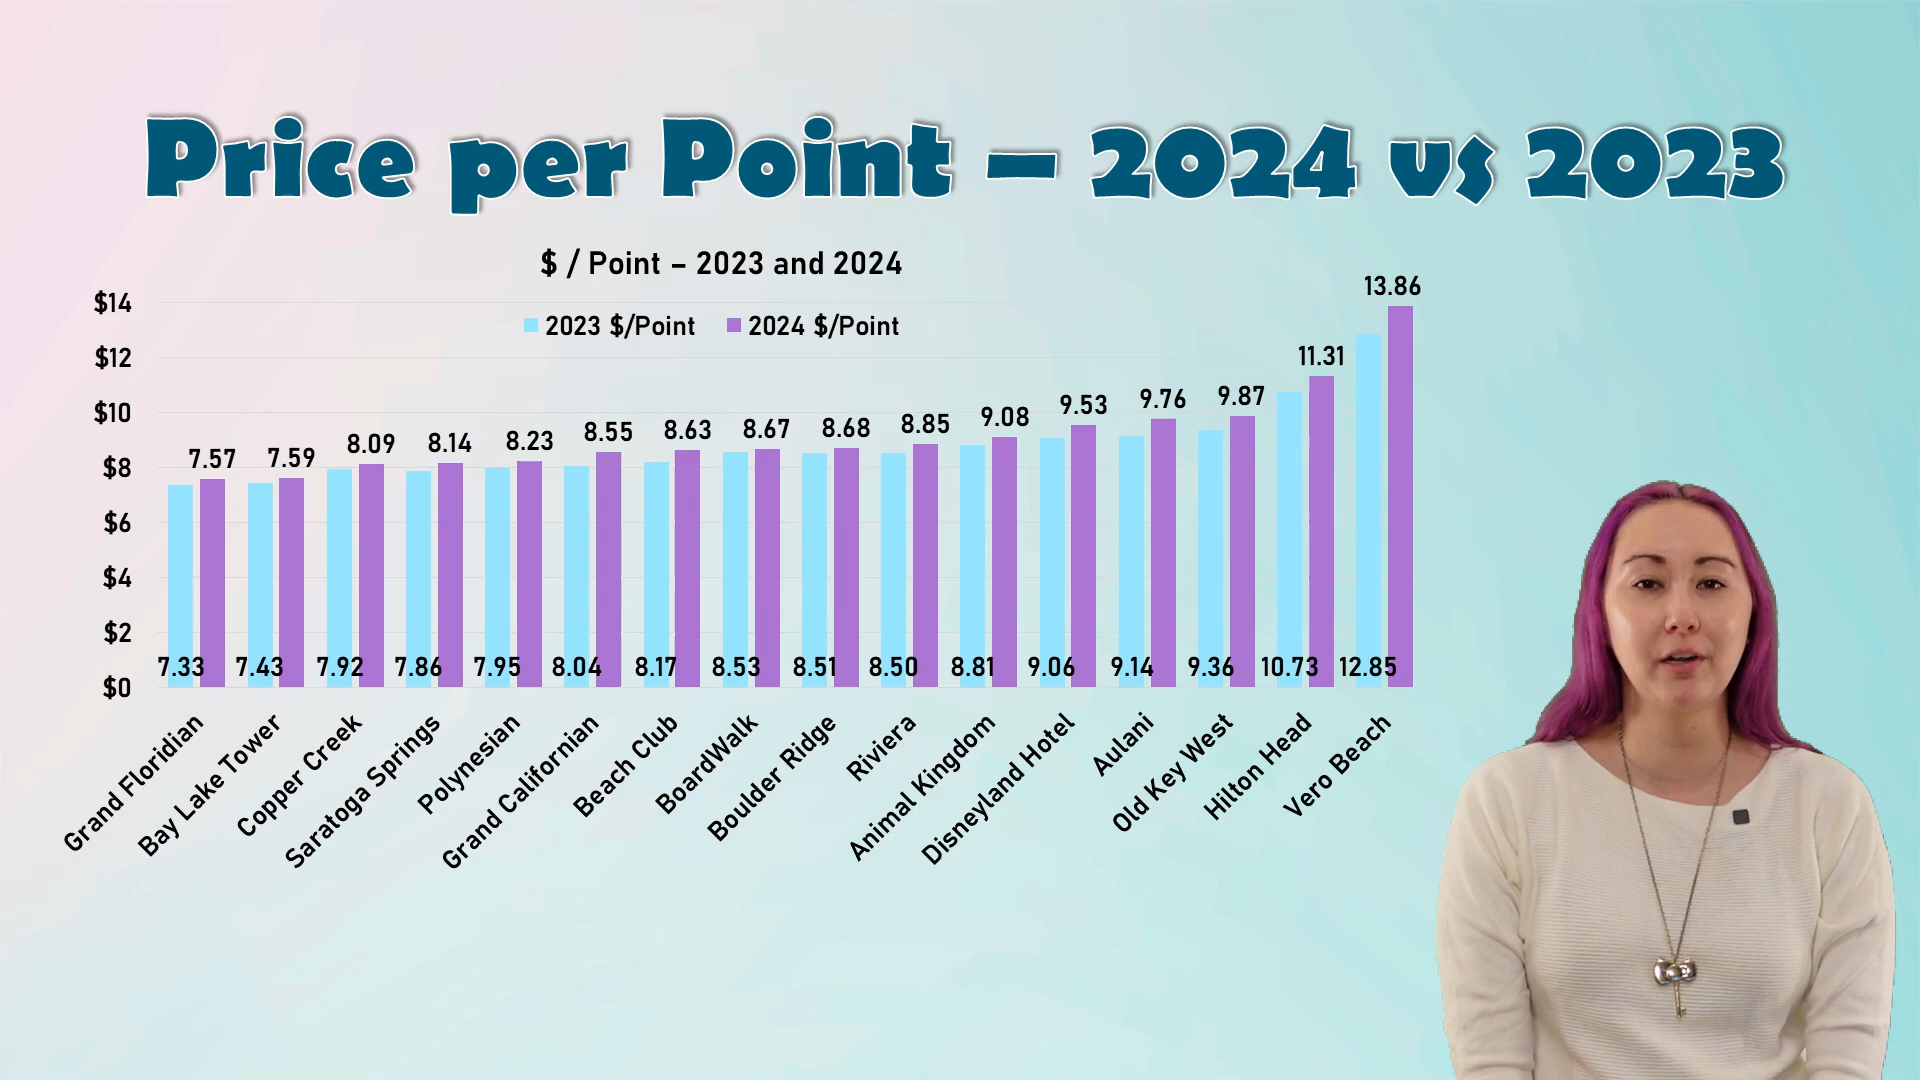 Price per Point – 2024 vs 2023
$ / Point – 2023 and 2024
2023 $/Point 2024 $/Point
$14
$12
$10
$8
$6
$4
$2
$0
7.57 7.59 8.09 8.14 8.23 8.55 8.63 8.67 8.68 8.85 9.08 9.53 9.76 9.87 11.31 13.86
7.33 7.43 7.92 7.86 7.95 8.04 8.17 8.53 8.51 8.50 8.81 9.06 9.14 9.36 10.73 12.85
Grand Floridian
Bay Lake Tower
Copper Creek
Saratoga Springs
Polynesian
Grand Californian
Beach Club
BoardWalk
Boulder Ridge
Riviera
Animal Kingdom
Disneyland Hotel
Aulani
Old Key West
Hilton Head
Vero Beach